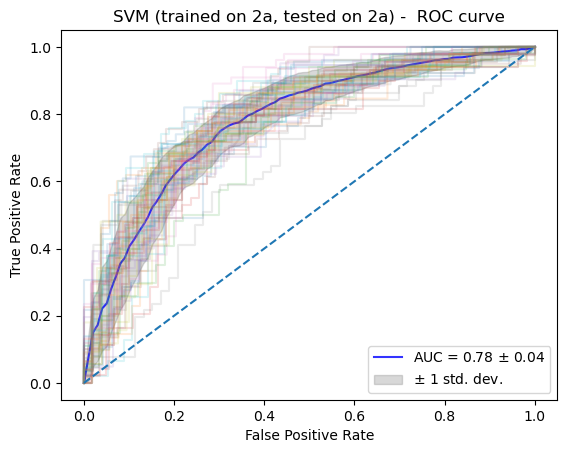 SVM (trained on 2a, tested on 2a) -  ROC curve
True Positive Rate
1.0
0.8
0.6
0.4
0.2
0.0
AUC = 0.78 ± 0.04
± 1 std. dev.
0.0 0.2 0.4 0.6 0.8 1.0
False Positive Rate